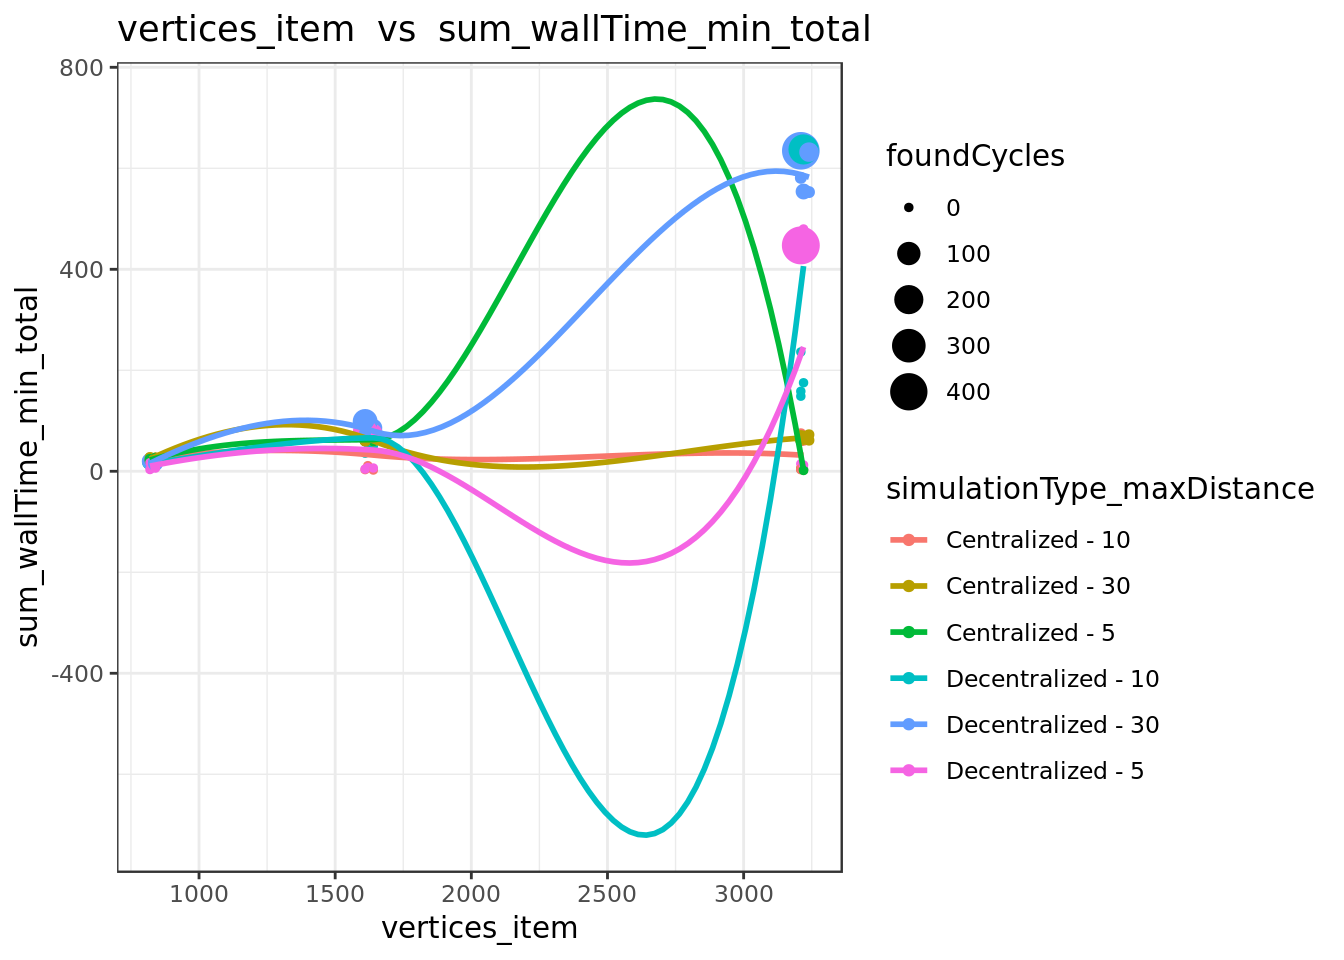 vertices_item vs sum_wallTime_min_total
sum_wallTime_min_total
800
400
0
-400
1000
1500
2000
2500
3000
vertices_item
foundCycles
0
100
200
300
400
simulationType_maxDistance
Centralized - 10
Centralized - 30
Centralized - 5
Decentralized - 10
Decentralized - 30
Decentralized - 5